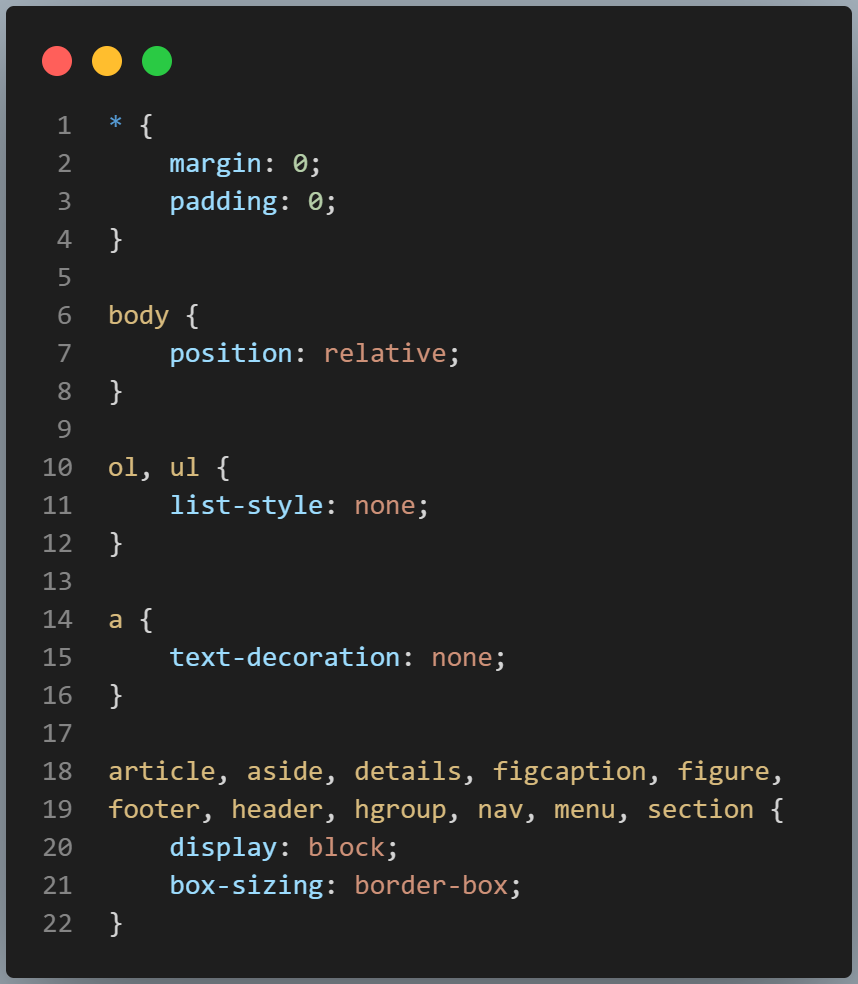 1 * {
2     margin: 0;
3     padding: 0;
4 }
5
6 body {
7     position: relative;
8 }
9
10 ol, ul {
11     list-style: none;
12 }
13
14 a {
15     text-decoration: none;
16 }
17
18 article, aside, details, figcaption, figure,
19 footer, header, hgroup, nav, menu, section {
20     display: block;
21     box-sizing: border-box;
22 }